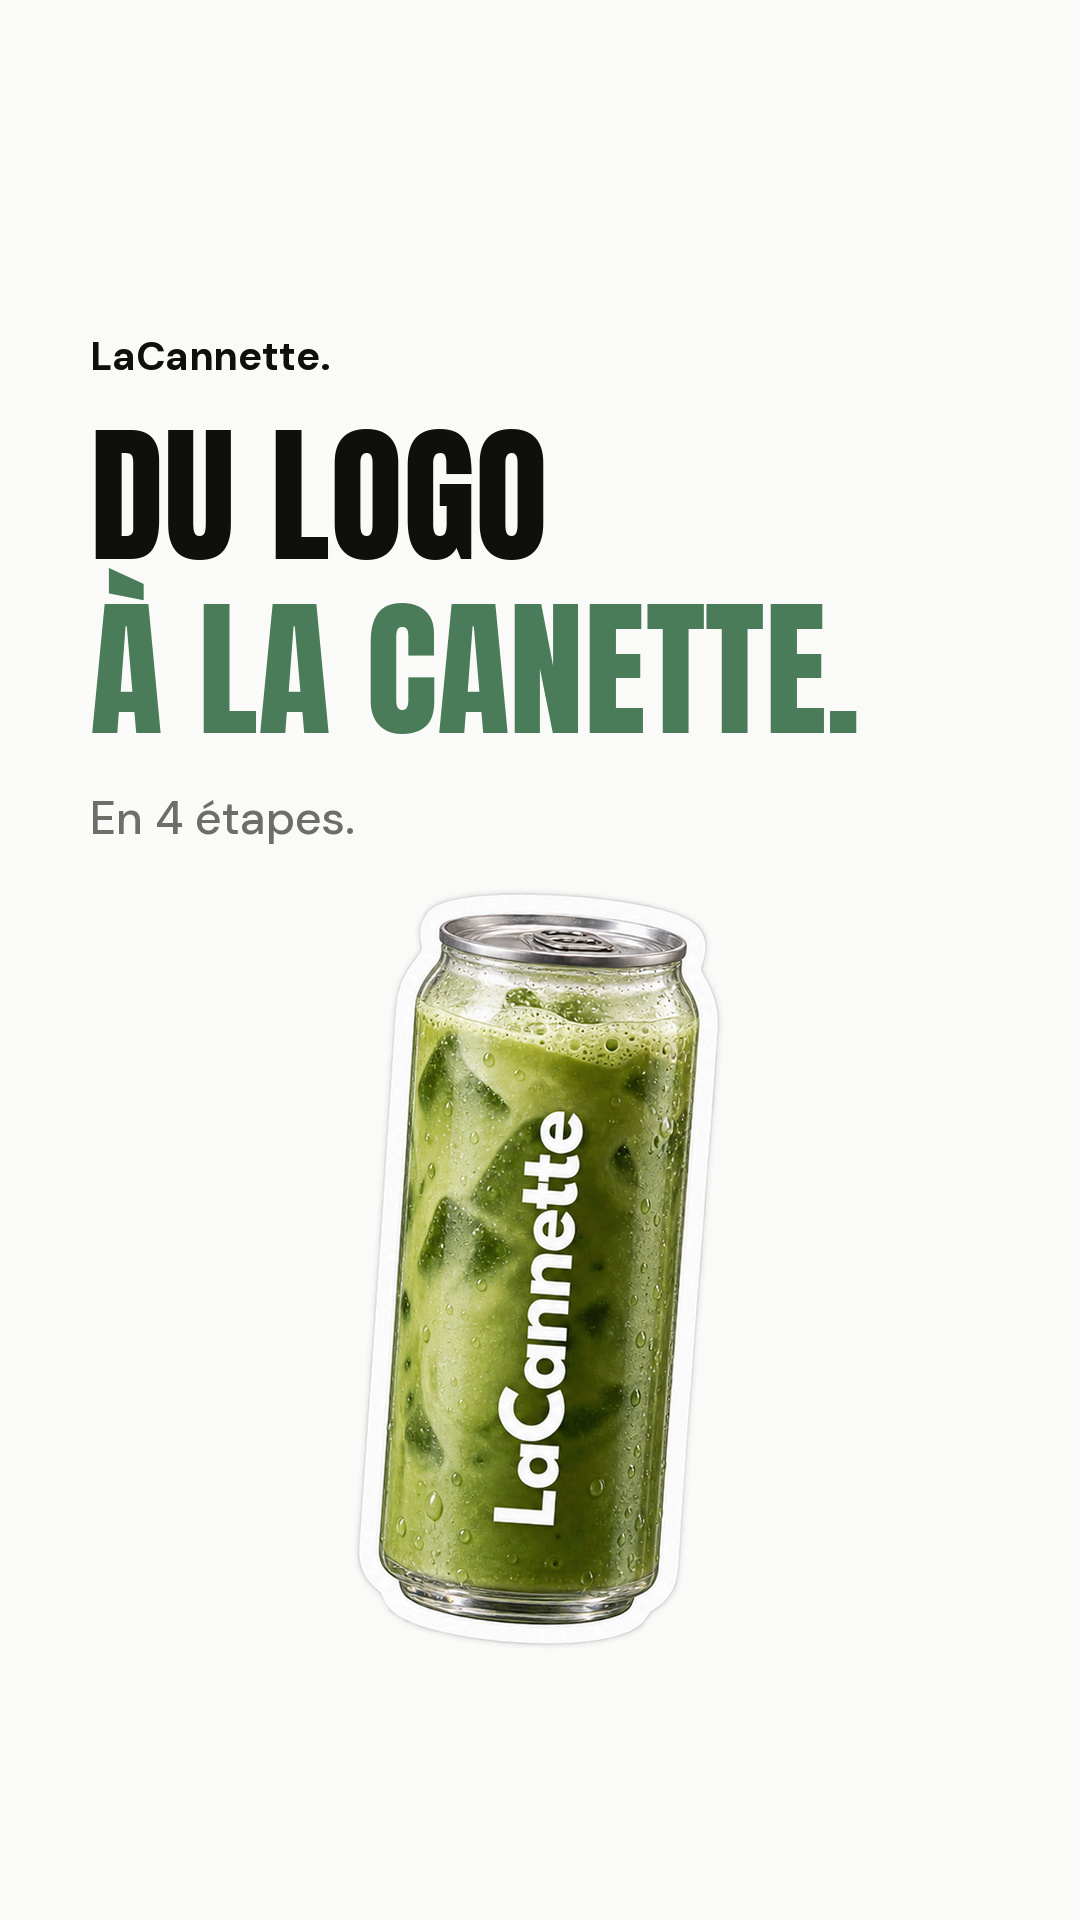 LaCannette.
DU LOGO
À LA CANETTE.
En 4 étapes.
LaCannette